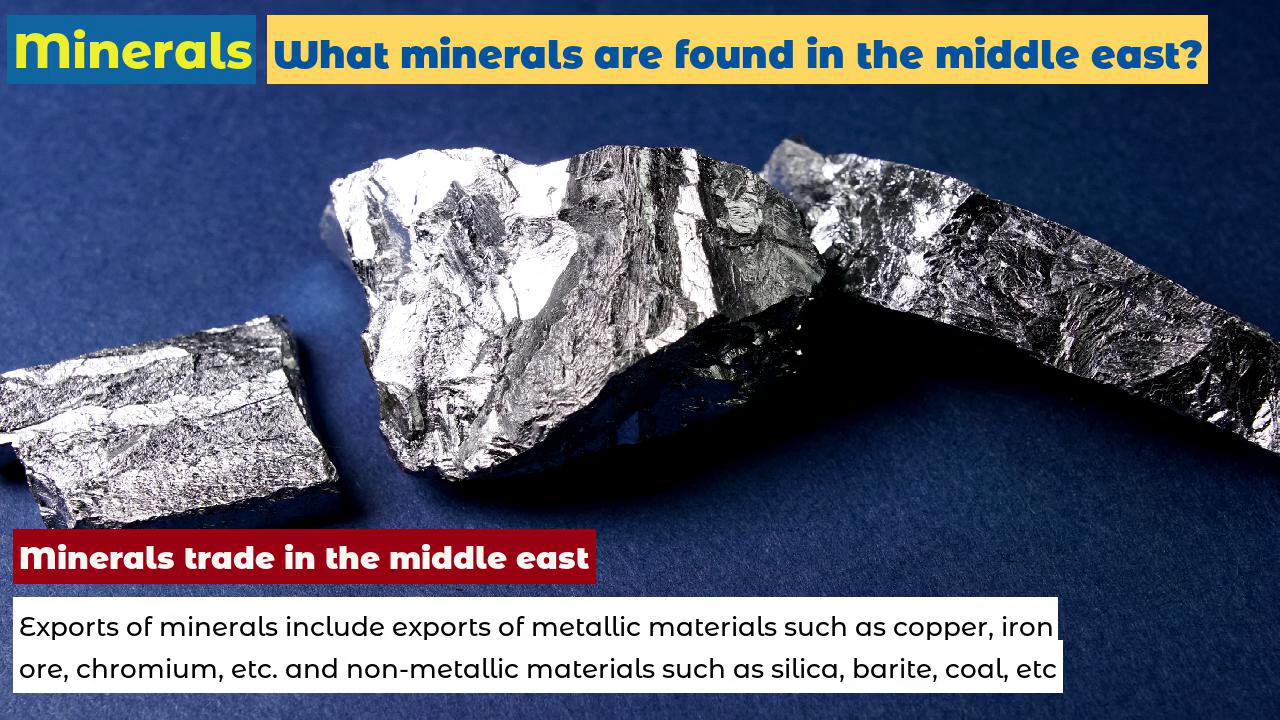 Minerals What minerals are found in the middle east?
Minerals trade in the middle east
Exports of minerals include exports of metallic materials such as copper, iron
ore, chromium, etc. and non-metallic materials such as silica, barite, coal, etc